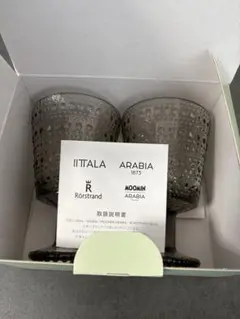 IITTALA ARABIA
1873
R
Rörstrand MOOMIN
ARABIA
取扱説明書